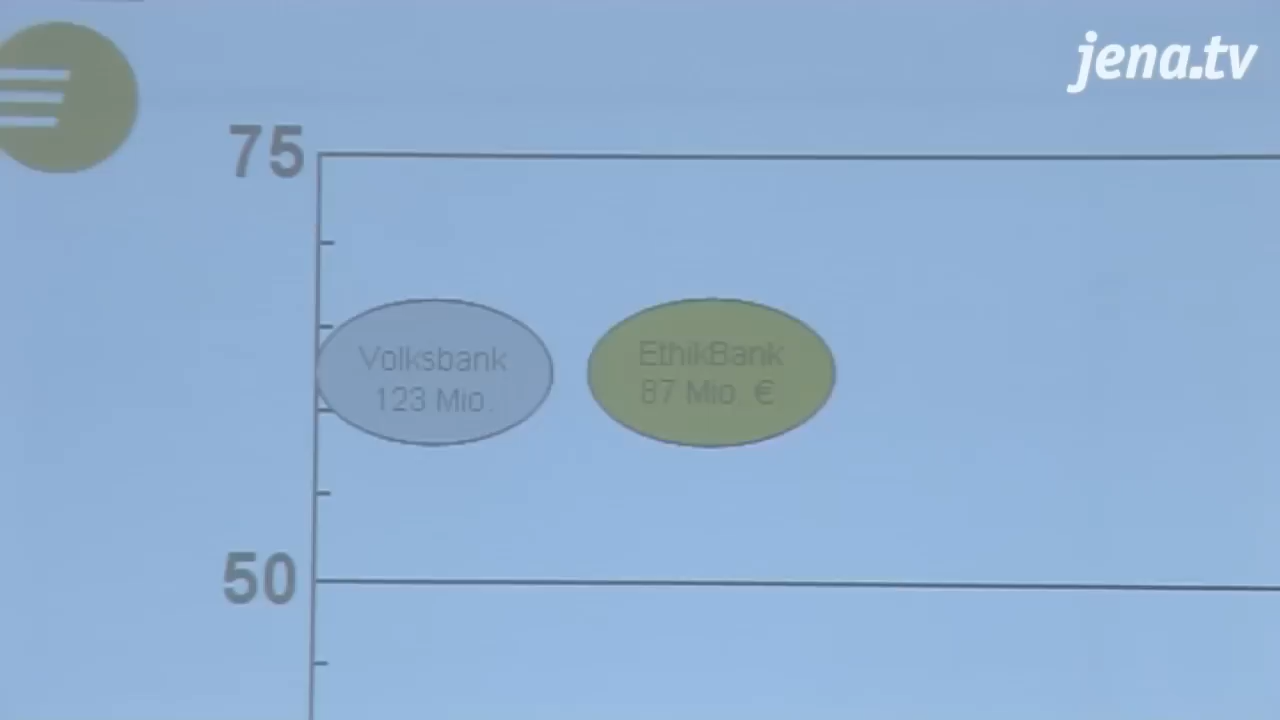 jena.tv
75
Volksbank
123 Mio.
EthikBank
87 Mio. €
50